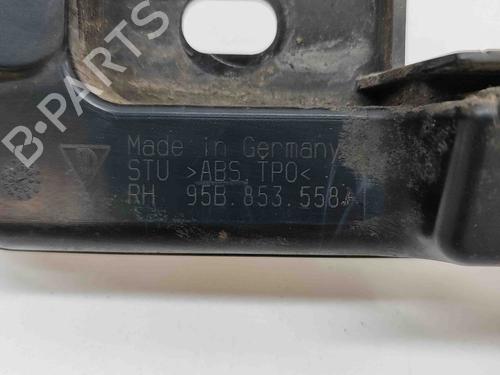 B-PARTS
Made in Germany
STU >ABS, TPO<
RH 95B.853.558